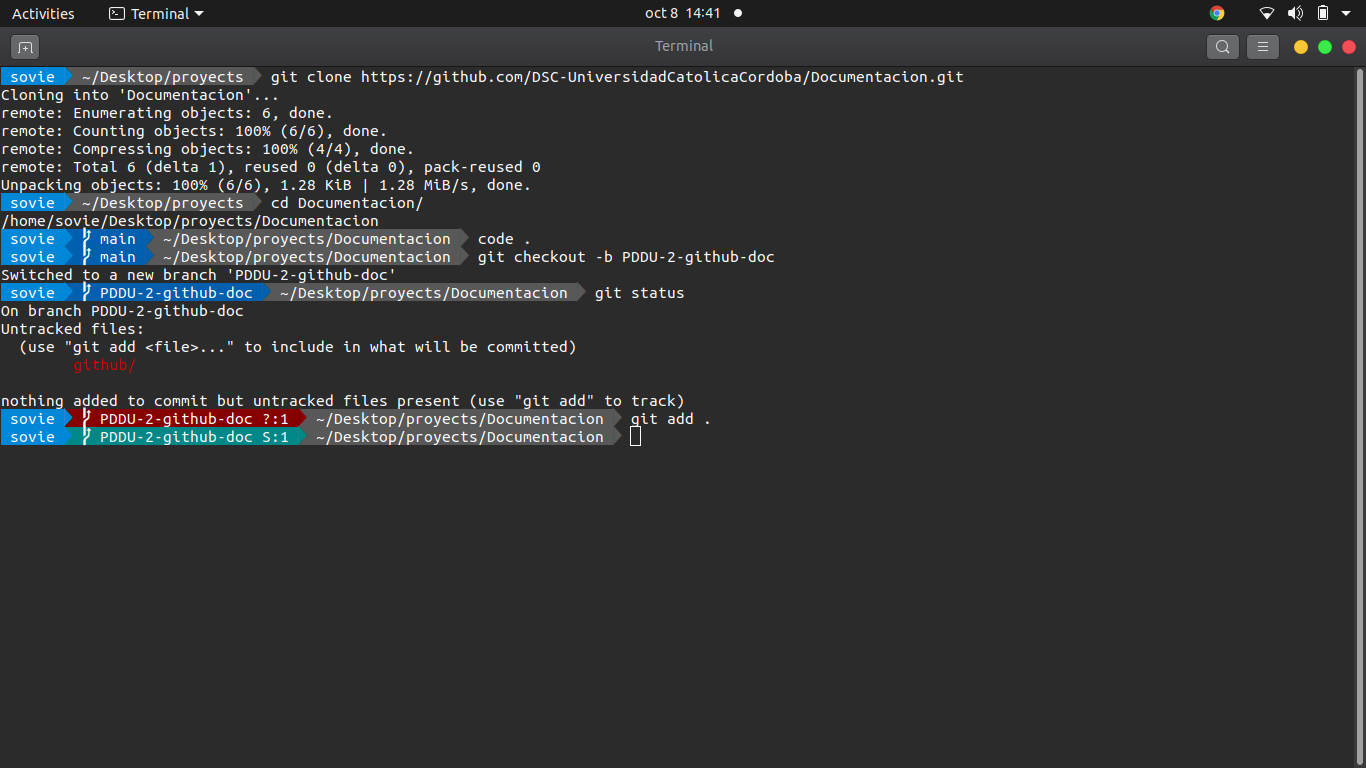 Activities Terminal oct 8 14:41
Terminal
sovie ~/Desktop/proyects git clone https://github.com/DSC-UniversidadCatolicaCordoba/Documentacion.git
Cloning into 'Documentacion'...
remote: Enumerating objects: 6, done.
remote: Counting objects: 100% (6/6), done.
remote: Compressing objects: 100% (4/4), done.
remote: Total 6 (delta 1), reused 0 (delta 0), pack-reused 0
Unpacking objects: 100% (6/6), 1.28 KiB | 1.28 MiB/s, done.
sovie ~/Desktop/proyects cd Documentacion/
/home/sovie/Desktop/proyects/Documentacion
sovie main ~/Desktop/proyects/Documentacion code .
sovie main ~/Desktop/proyects/Documentacion git checkout -b PDDU-2-github-doc
Switched to a new branch 'PDDU-2-github-doc'
sovie PDDU-2-github-doc ~/Desktop/proyects/Documentacion git status
On branch PDDU-2-github-doc
Untracked files:
  (use "git add <file>..." to include in what will be committed)
        github/
nothing added to commit but untracked files present (use "git add" to track)
sovie PDDU-2-github-doc ?:1 ~/Desktop/proyects/Documentacion git add .
sovie PDDU-2-github-doc S:1 ~/Desktop/proyects/Documentacion